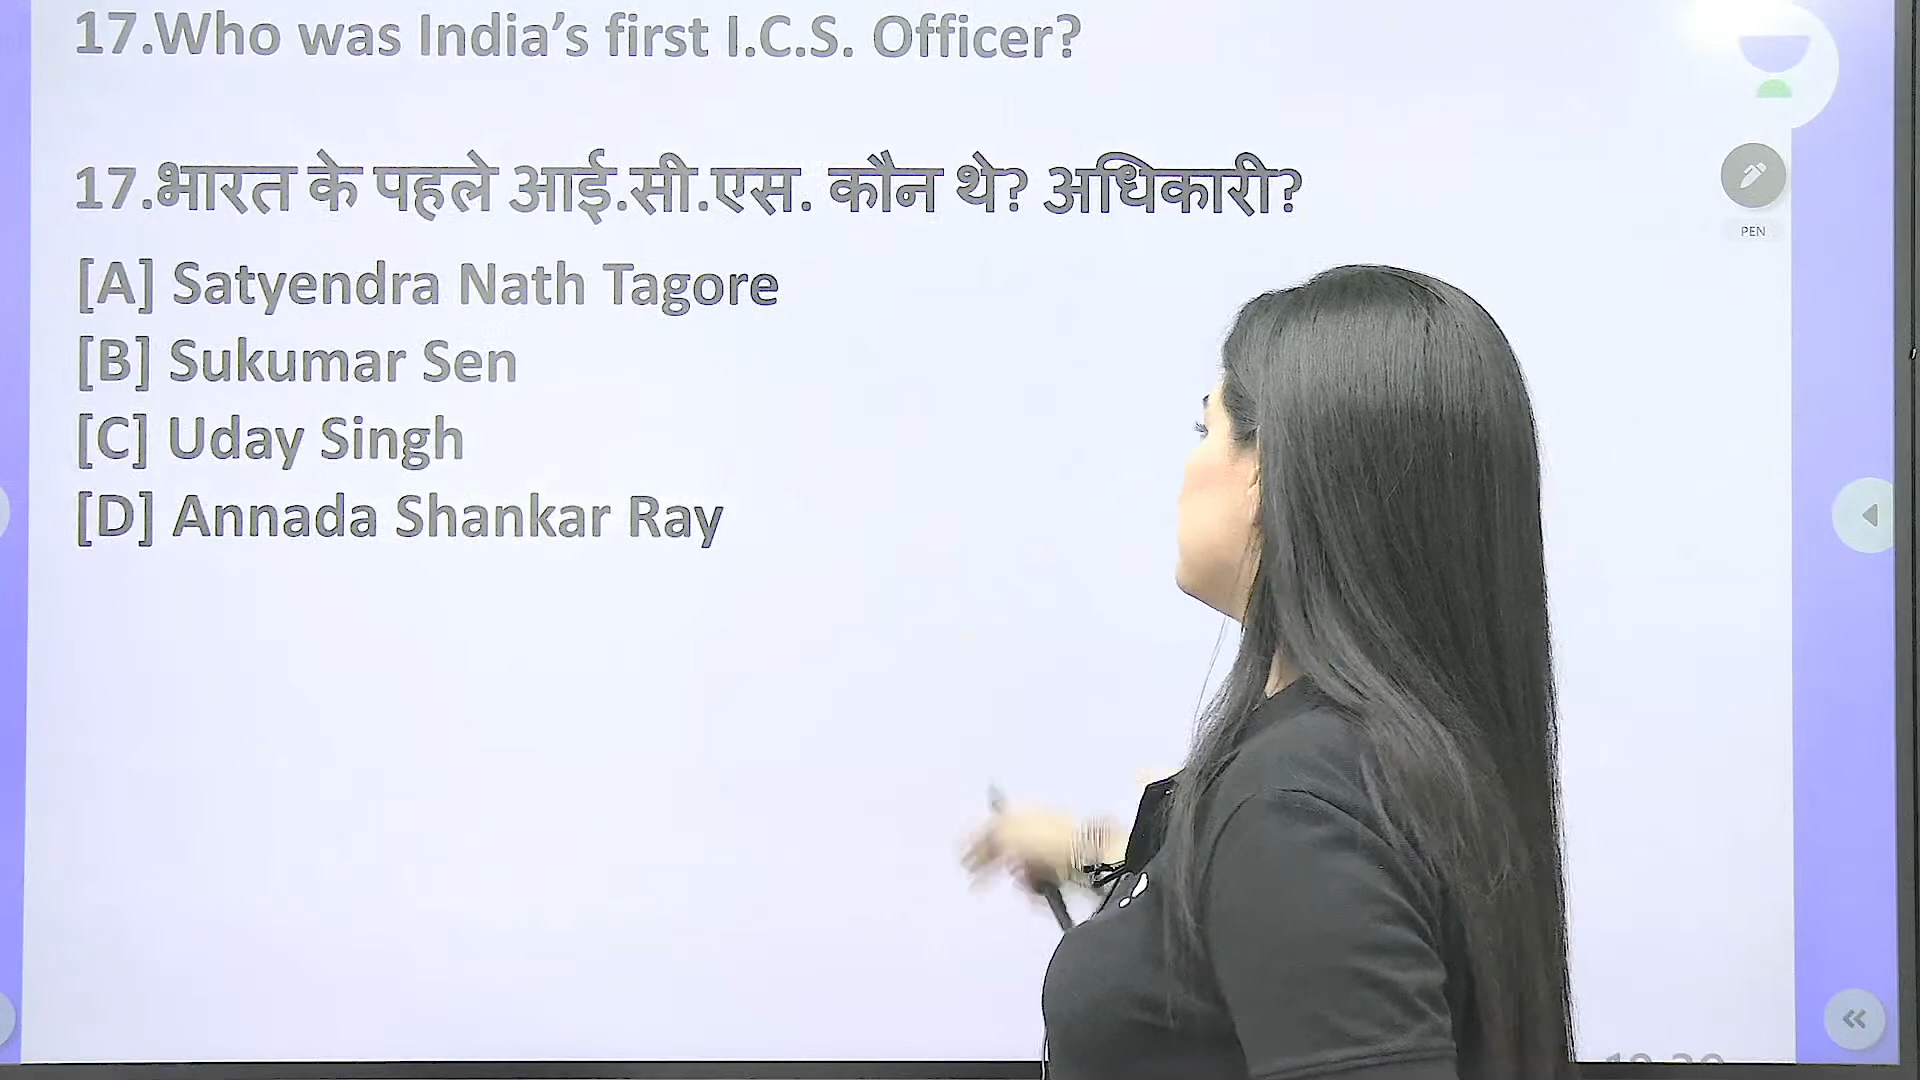 17.Who was India’s first I.C.S. Officer?
17.भारत के पहले आई.सी.एस. कौन थे? अधिकारी?
[A] Satyendra Nath Tagore
[B] Sukumar Sen
[C] Uday Singh
[D] Annada Shankar Ray
PEN